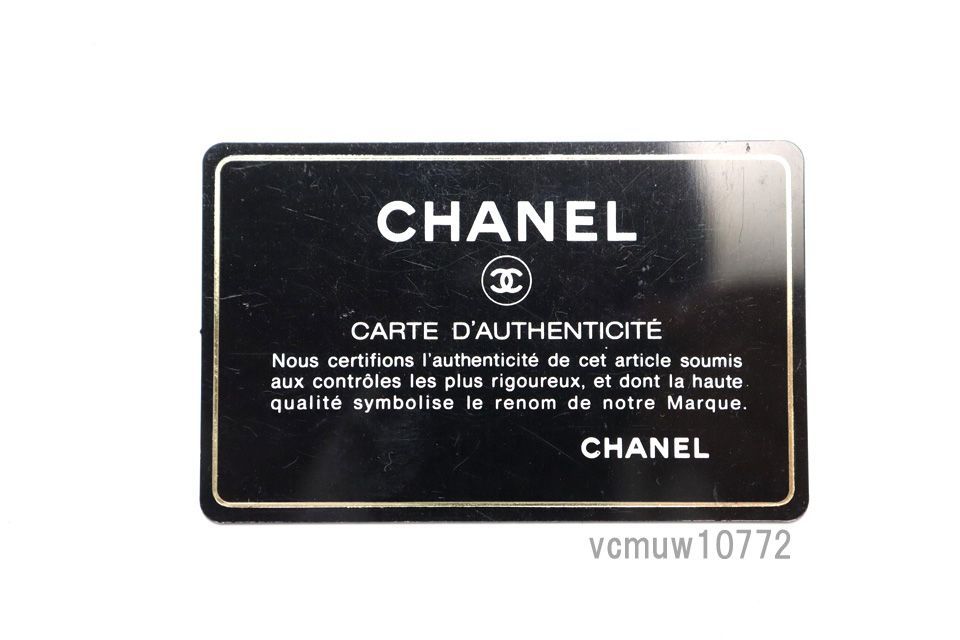 CHANEL
CARTE D'AUTHENTICITÉ
Nous certifions l'authenticité de cet article soumis
aux contrôles les plus rigoureux, et dont la haute
qualité symbolise le renom de notre Marque.
CHANEL
vcmuw10772